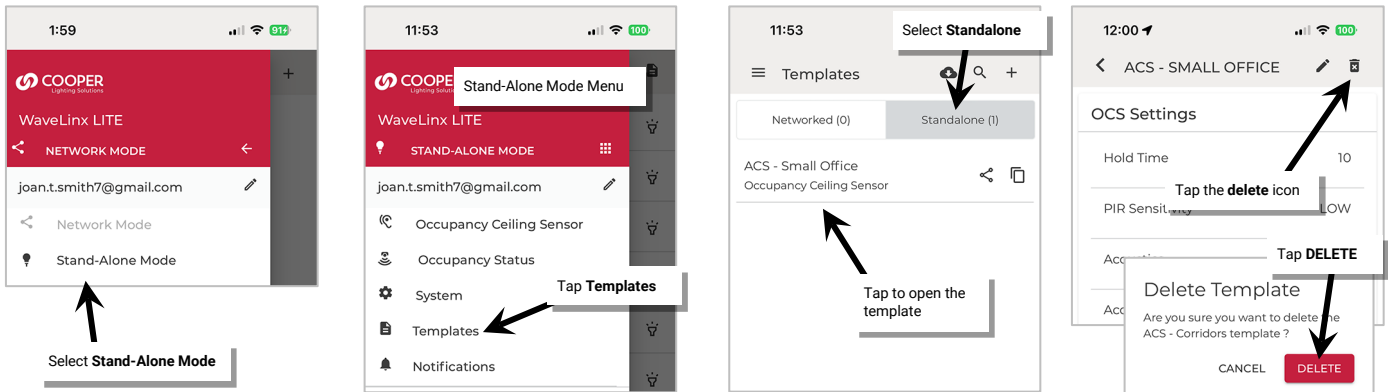 1:59
91
COOPER
Lighting Solutions
WaveLinx LITE
NETWORK MODE
joan.t.smith7@gmail.com
Network Mode
Stand-Alone Mode
Select Stand-Alone Mode
11:53
100
COOPER
Lighting Solutions
Stand-Alone Mode Menu
WaveLinx LITE
STAND-ALONE MODE
joan.t.smith7@gmail.com
Occupancy Ceiling Sensor
Occupancy Status
System
Tap Templates
Templates
Notifications
11:53
Select Standalone
Templates
Networked (0)
Standalone (1)
ACS - Small Office
Occupancy Ceiling Sensor
Tap to open the
template
12:00
100
ACS - SMALL OFFICE
OCS Settings
Hold Time
10
Tap the delete icon
PIR Sensitivity
LOW
Tap DELETE
Delete Template
Are you sure you want to delete the
ACS - Corridors template ?
CANCEL
DELETE